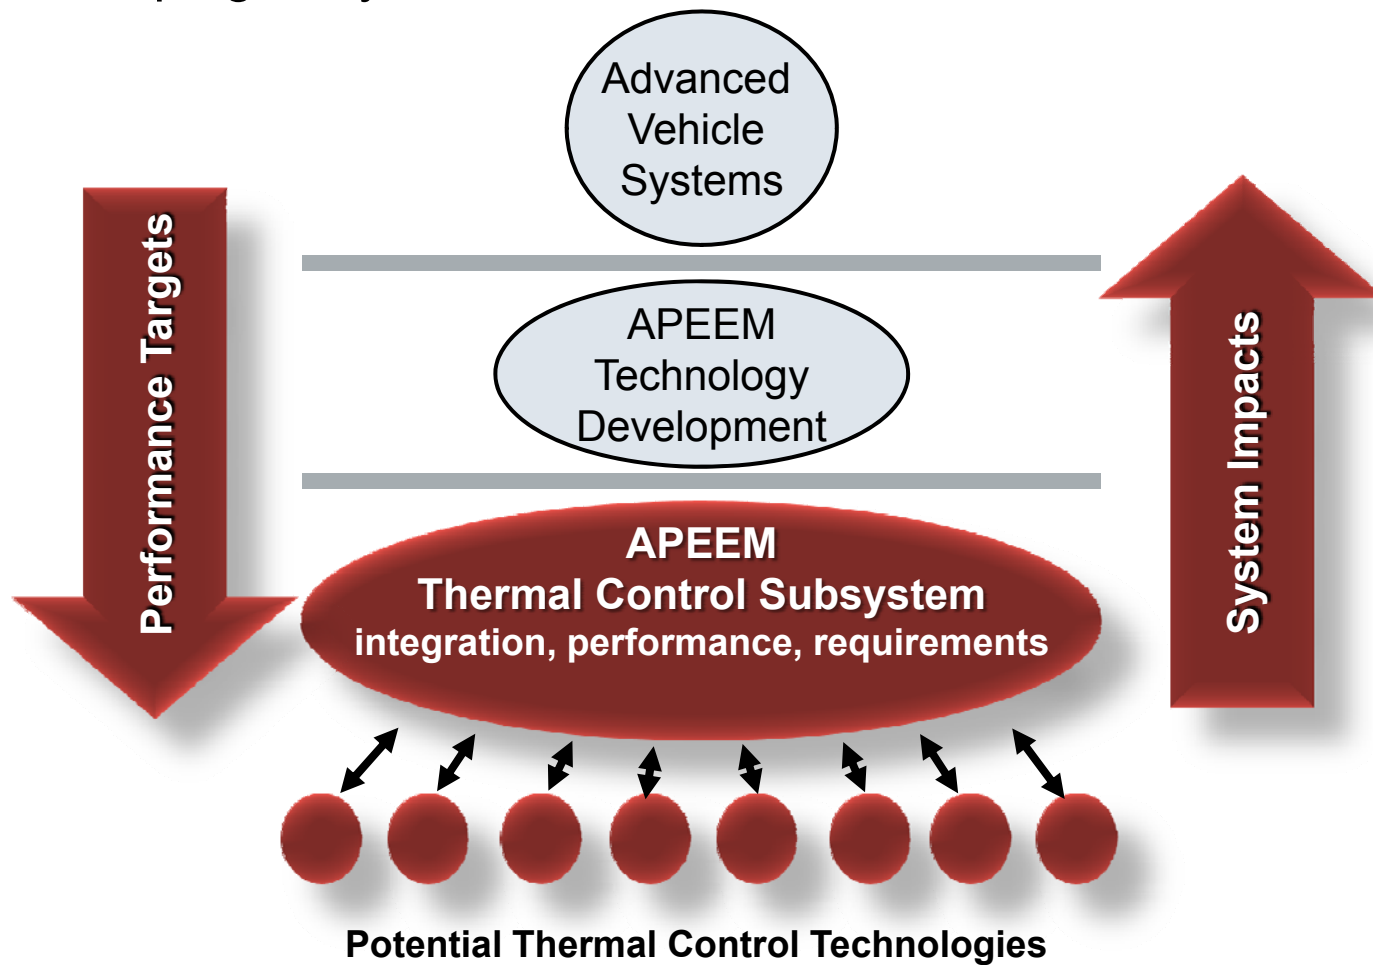 Advanced
Vehicle
Systems
Performance Targets
APEEM
Technology
Development
System Impacts
APEEM
Thermal Control Subsystem
integration, performance, requirements
Potential Thermal Control Technologies